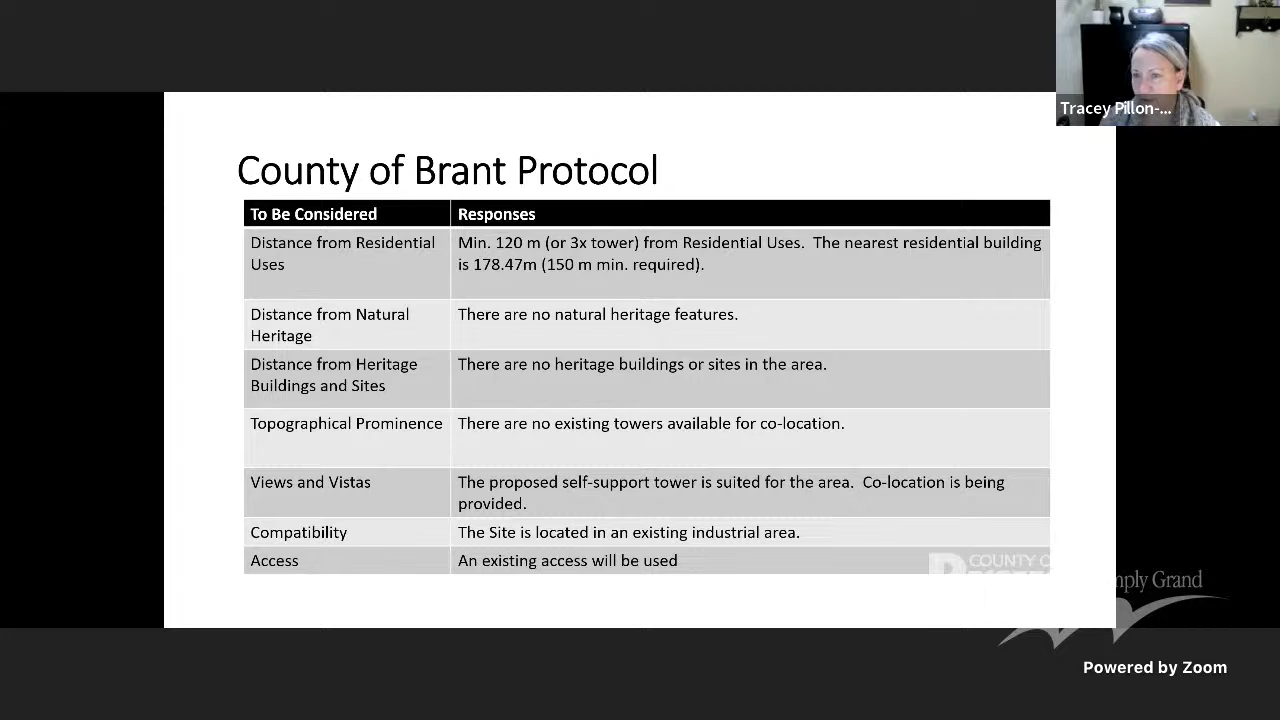 Tracey Pillon-...
County of Brant Protocol
To Be Considered
Responses
Distance from Residential
Uses
Min. 120 m (or 3x tower) from Residential Uses.  The nearest residential building
is 178.47m (150 m min. required).
Distance from Natural
Heritage
There are no natural heritage features.
Distance from Heritage
Buildings and Sites
There are no heritage buildings or sites in the area.
Topographical Prominence
There are no existing towers available for co-location.
Views and Vistas
The proposed self-support tower is suited for the area.  Co-location is being
provided.
Compatibility
The Site is located in an existing industrial area.
Access
An existing access will be used
COUNTY O
Grand
Powered by Zoom